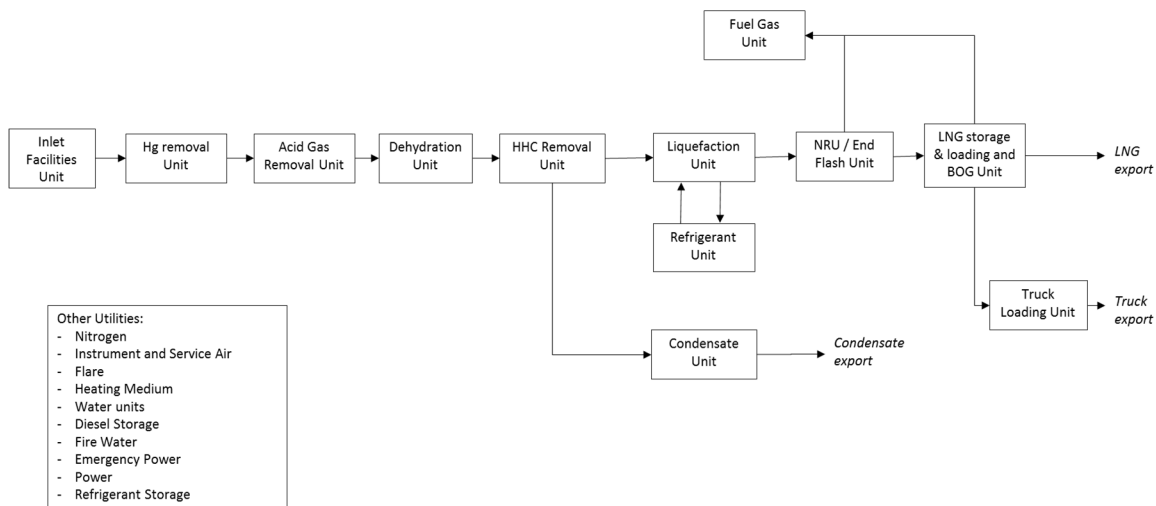 Fuel Gas
Unit
Inlet
Facilities
Unit
Hg removal
Unit
Acid Gas
Removal Unit
Dehydration
Unit
HHC Removal
Unit
Liquefaction
Unit
NRU / End
Flash Unit
LNG storage
& loading and
BOG Unit
LNG
export
Refrigerant
Unit
Truck
Loading Unit
Truck
export
Condensate
Unit
Condensate
export
Other Utilities:
- Nitrogen
- Instrument and Service Air
- Flare
- Heating Medium
- Water units
- Diesel Storage
- Fire Water
- Emergency Power
- Power
- Refrigerant Storage